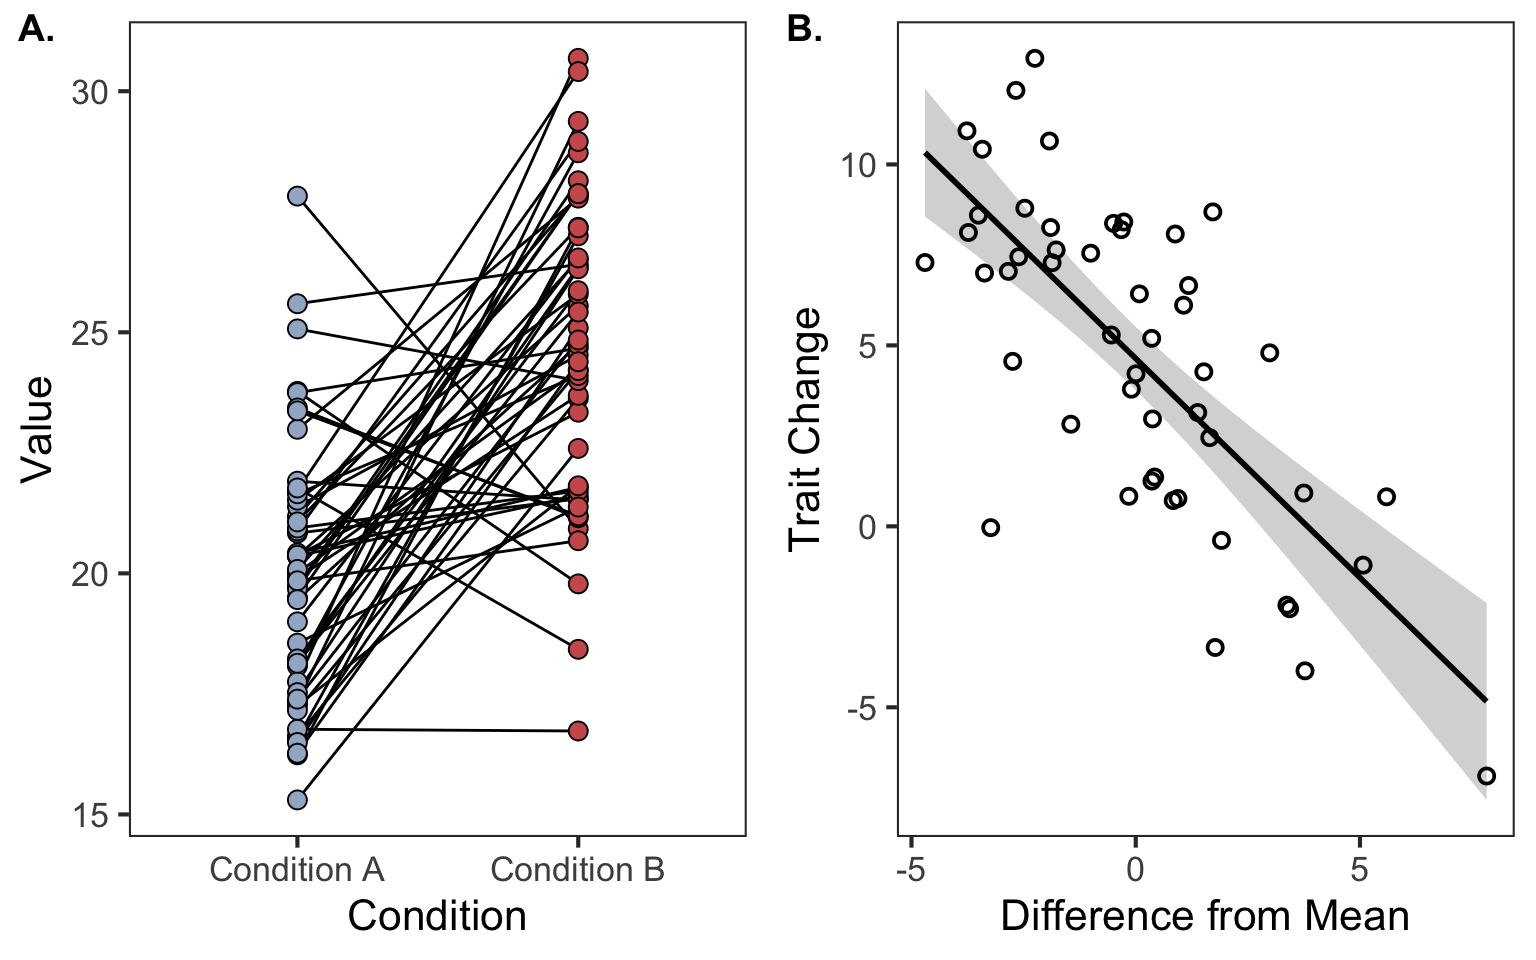 A.
Value
30
25
20
15
Condition A
Condition B
Condition
B.
Trait Change
10
5
0
-5
-5
0
5
Difference from Mean